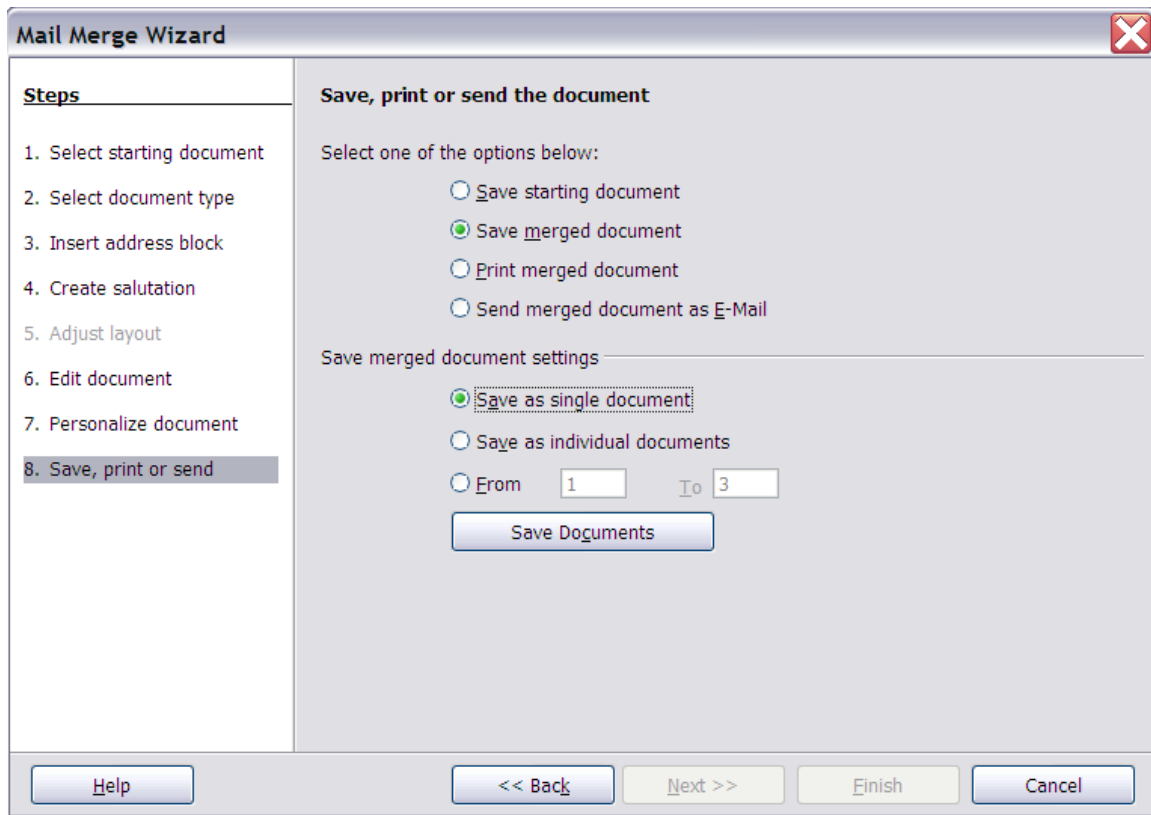 Mail Merge Wizard
Steps
1. Select starting document
2. Select document type
3. Insert address block
4. Create salutation
5. Adjust layout
6. Edit document
7. Personalize document
8. Save, print or send
Save, print or send the document
Select one of the options below:
Save starting document
Save merged document
Print merged document
Send merged document as E-Mail
Save merged document settings
Save as single document
Save as individual documents
From 1 To 3
Save Documents
Help << Back Next >> Finish Cancel